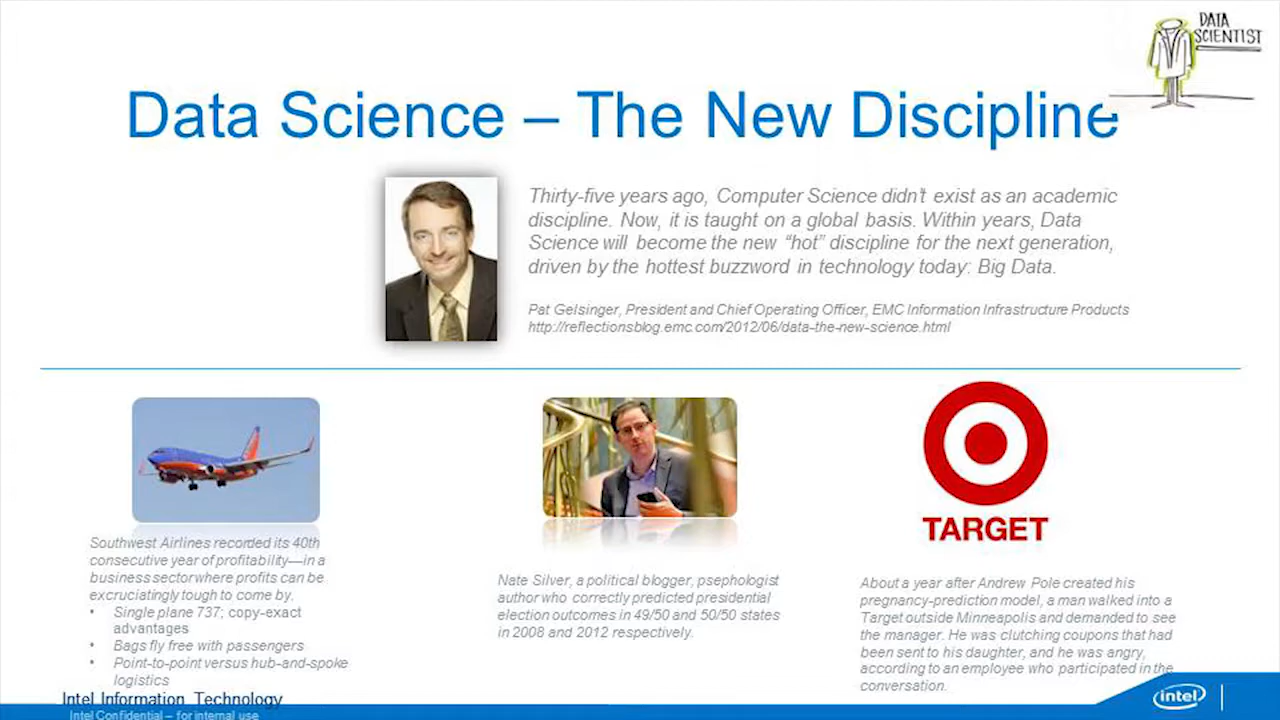 DATA
SCIENTIST
Data Science – The New Discipline
Thirty-five years ago, Computer Science didn't exist as an academic
discipline. Now, it is taught on a global basis. Within years, Data
Science will become the new “hot” discipline for the next generation,
driven by the hottest buzzword in technology today: Big Data.
Pat Gelsinger, President and Chief Operating Officer, EMC Information Infrastructure Products
http://reflectionsblog.emc.com/2012/06/data-the-new-science.html
Southwest Airlines recorded its 40th
consecutive year of profitability—in a
business sector where profits can be
excruciatingly tough to come by.
• Single plane 737; copy-exact
advantages
• Bags fly free with passengers
• Point-to-point versus hub-and-spoke
logistics
Nate Silver, a political blogger, psephologist
author who correctly predicted presidential
election outcomes in 49/50 and 50/50 states
in 2008 and 2012 respectively.
TARGET
About a year after Andrew Pole created his
pregnancy-prediction model, a man walked into a
Target outside Minneapolis and demanded to see
the manager. He was clutching coupons that had
been sent to his daughter, and he was angry,
according to an employee who participated in the
conversation.
Intel Information Technology
Intel Confidential – for internal use
intel